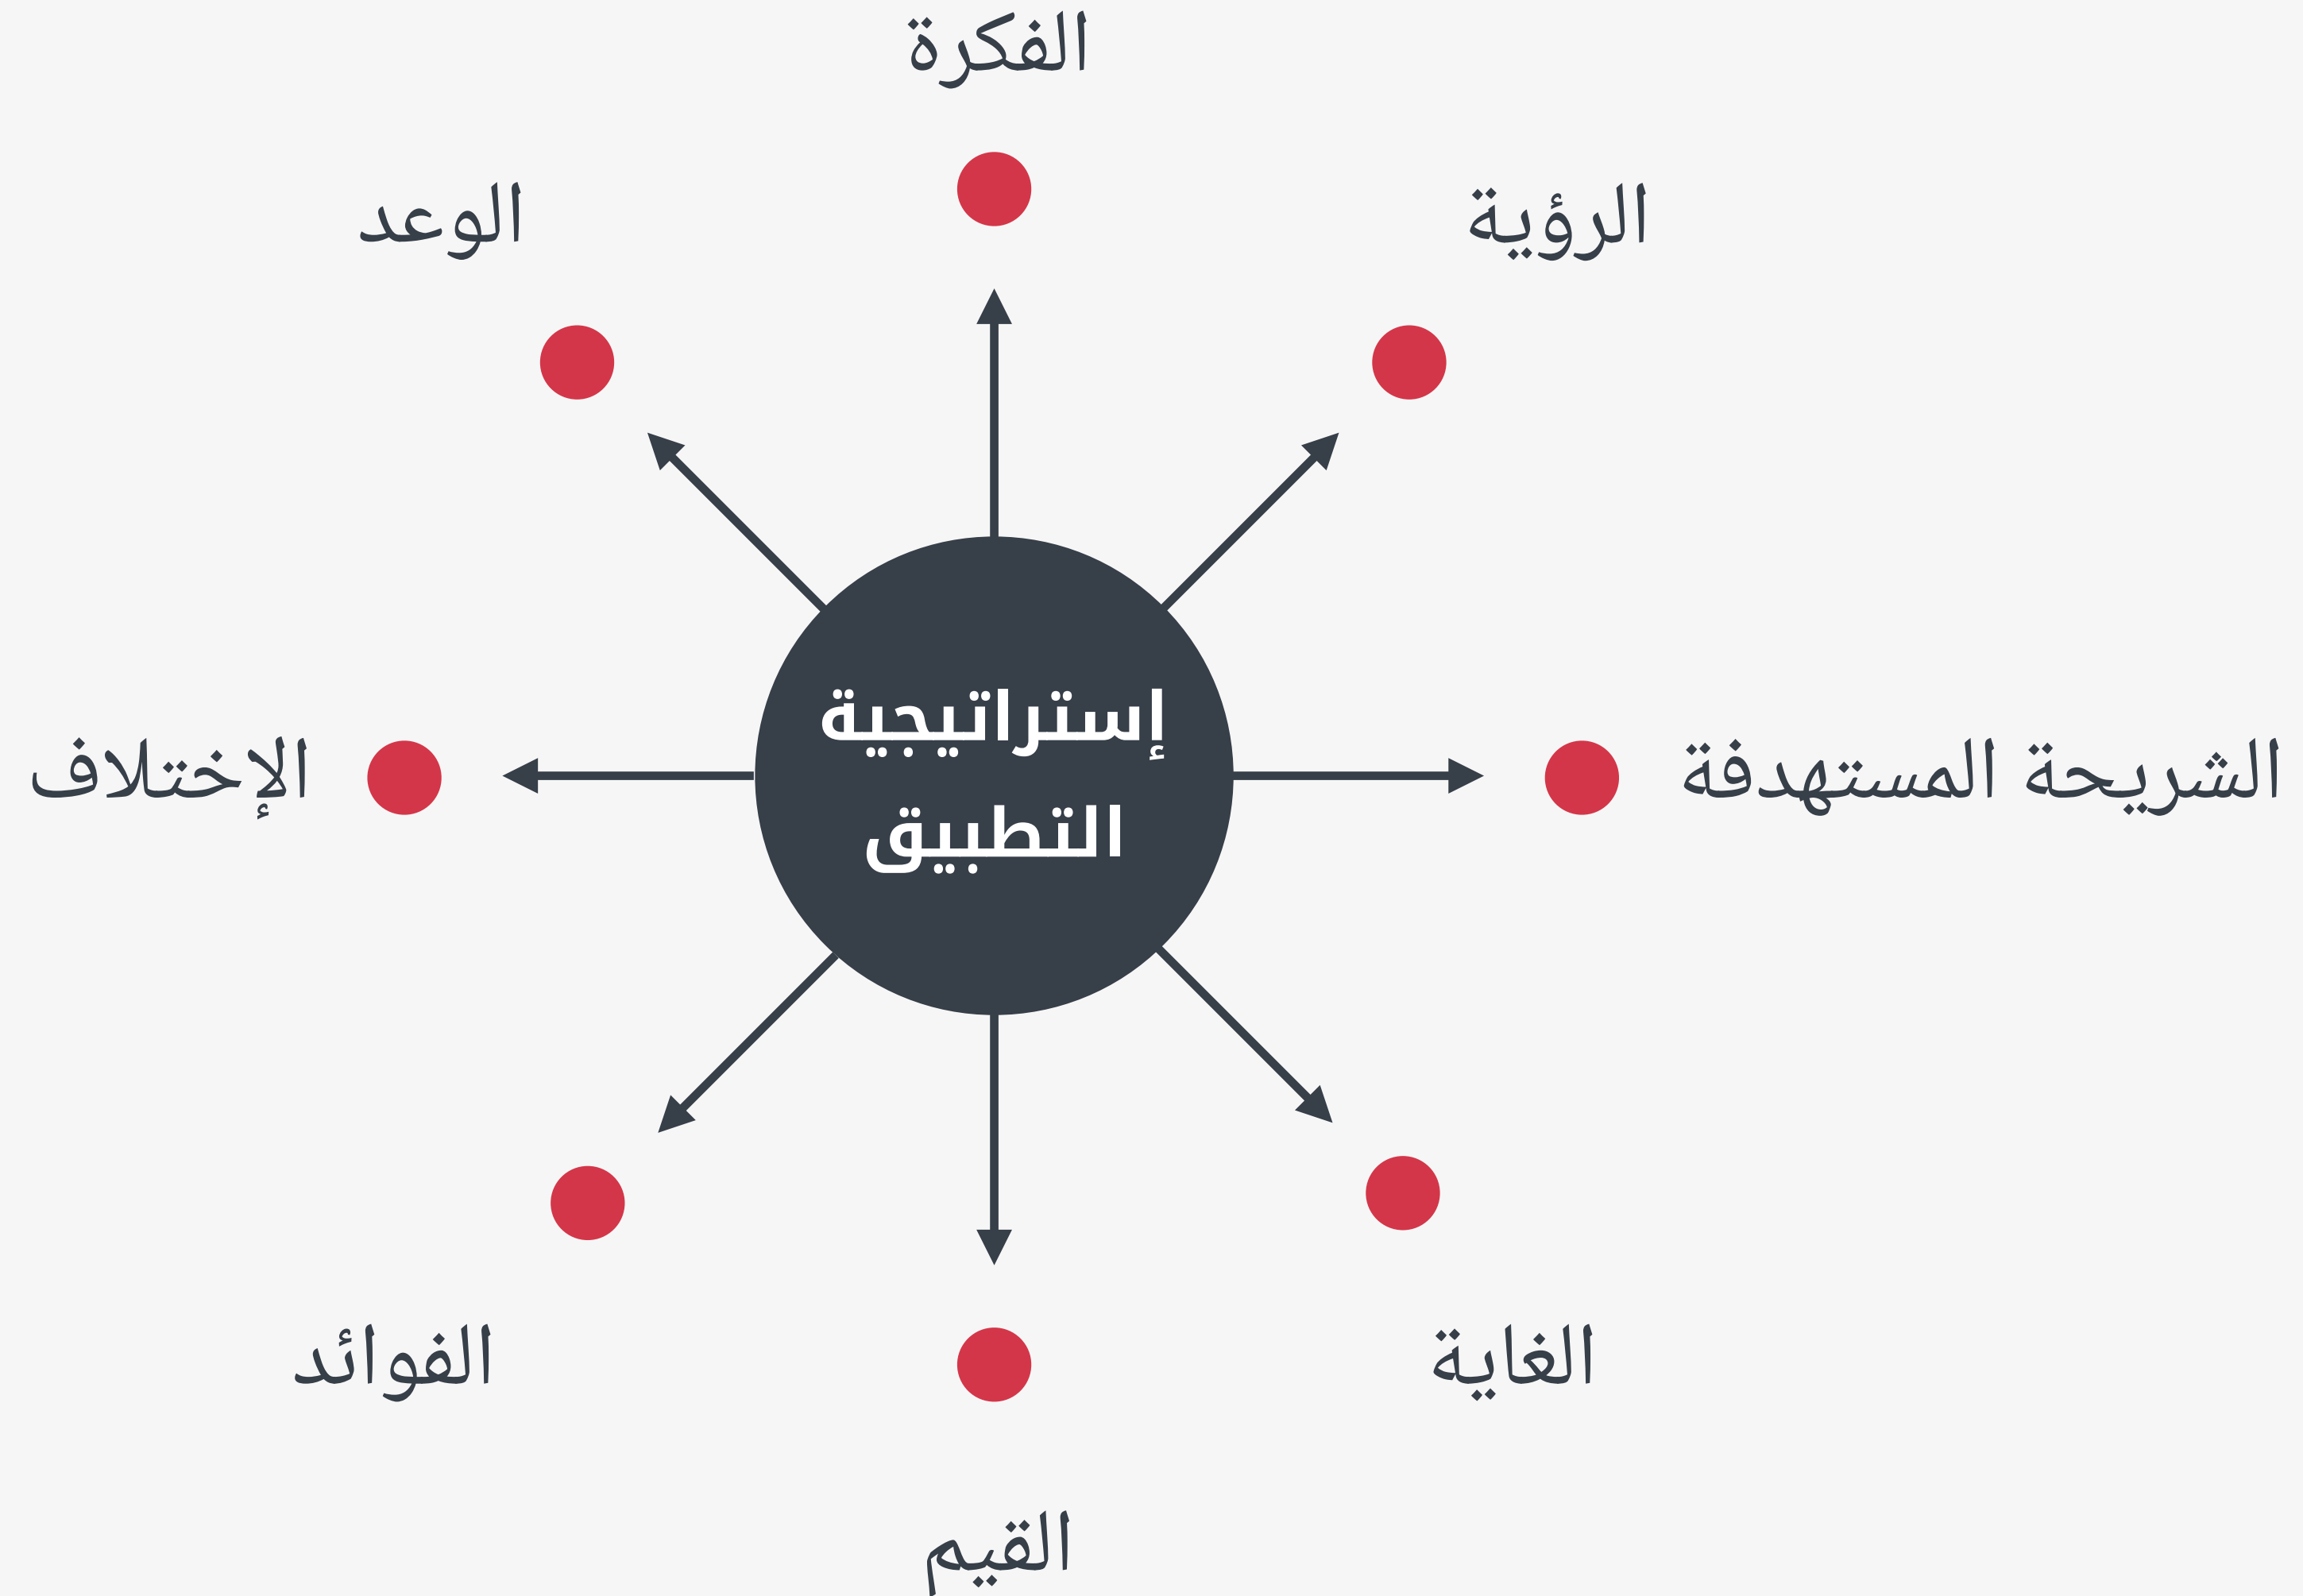 الفكرة
الرؤية
الوعد
إستراتيجية
التطبيق
الشريحة المستهدفة
الإختلاف
الغاية
الفوائد
القيم